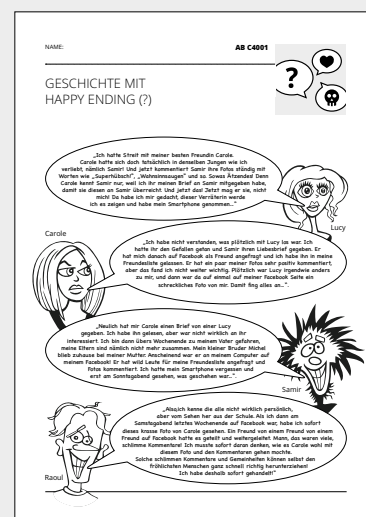 NAME:
AB C4001
?
GESCHICHTE MIT
HAPPY ENDING (?)
„Ich hatte Streit mit meiner besten Freundin Carole.
Carole hatte sich doch tatsächlich in denselben Jungen wie ich
verliebt, nämlich Samir! Und jetzt kommentiert Samir ihre Fotos ständig mit
Worten wie „Superhübsch!", „Wahnsinnsaugen" und so. Sowas Ätzendes! Denn
Carole kennt Samir nur, weil ich ihr meinen Brief an Samir mitgegeben habe,
damit sie diesen an Samir überreicht. Und jetzt das! Jetzt mag er sie, nicht
mich! Da habe ich mir gedacht, dieser Verräterin werde
ich es zeigen und habe mein Smartphone genommen..."
Lucy
Carole
„Ich habe nicht verstanden, was plötzlich mit Lucy los war. Ich
hatte ihr den Gefallen getan und Samir ihren Liebesbrief gegeben. Er
hat mich danach auf Facebook als Freund angefragt und ich habe ihn in meine
Freundesliste gelassen. Er hat ein paar meiner Fotos sehr positiv kommentiert,
aber das fand ich nicht weiter wichtig. Plötzlich war Lucy irgendwie anders
zu mir, und dann war da auf einmal auf meiner Facebook Seite ein
schreckliches Foto von mir. Damit fing alles an...".
„Neulich hat mir Carole einen Brief von einer Lucy
gegeben. Ich habe ihn gelesen, aber war nicht wirklich an ihr
interessiert. Ich bin dann übers Wochenende zu meinem Vater gefahren,
meine Eltern sind nämlich nicht mehr zusammen. Mein kleiner Bruder Michel
blieb zuhause bei meiner Mutter. Anscheinend war er an meinem Computer auf
meinem Facebook! Er hat wild Leute für meine Freundesliste angefragt und
Fotos kommentiert. Ich hatte mein Smartphone vergessen und
erst am Sonntagabend gesehen, was geschehen war...".
Samir
„Also,ich kenne die alle nicht wirklich persönlich,
aber vom Sehen her aus der Schule. Als ich dann am
Samstagabend letztes Wochenende auf Facebook war, habe ich sofort
dieses krasse Foto von Carole gesehen. Ein Freund von einem Freund von einem
Freund auf Facebook hatte es geteilt und weitergeleitet. Mann, das waren viele,
schlimme Kommentare! Ich musste sofort daran denken, wie es Carole wohl mit
diesem Foto und den Kommentaren gehen mochte.
Solche schlimmen Kommentare und Gemeinheiten können selbst den
fröhlichsten Menschen ganz schnell richtig herunterziehen!
Ich habe deshalb sofort gehandelt!"
Raoul